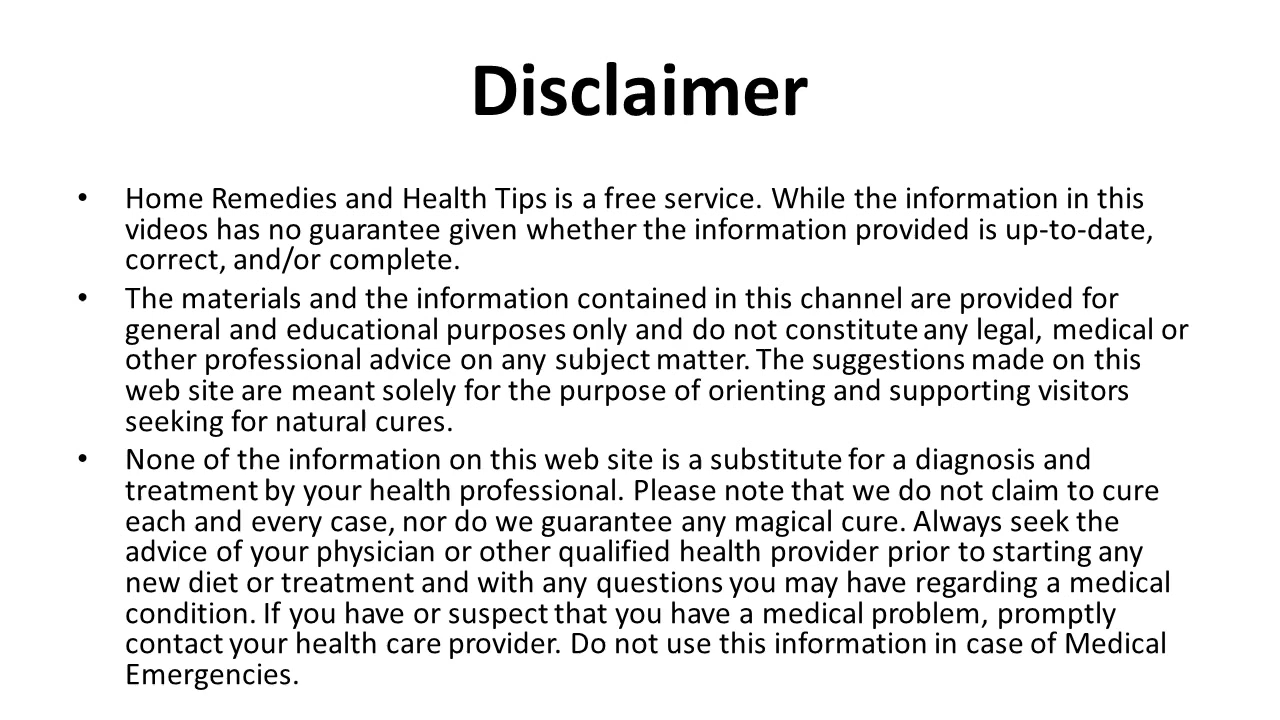 Disclaimer
• Home Remedies and Health Tips is a free service. While the information in this
videos has no guarantee given whether the information provided is up-to-date,
correct, and/or complete.
• The materials and the information contained in this channel are provided for
general and educational purposes only and do not constitute any legal, medical or
other professional advice on any subject matter. The suggestions made on this
web site are meant solely for the purpose of orienting and supporting visitors
seeking for natural cures.
• None of the information on this web site is a substitute for a diagnosis and
treatment by your health professional. Please note that we do not claim to cure
each and every case, nor do we guarantee any magical cure. Always seek the
advice of your physician or other qualified health provider prior to starting any
new diet or treatment and with any questions you may have regarding a medical
condition. If you have or suspect that you have a medical problem, promptly
contact your health care provider. Do not use this information in case of Medical
Emergencies.